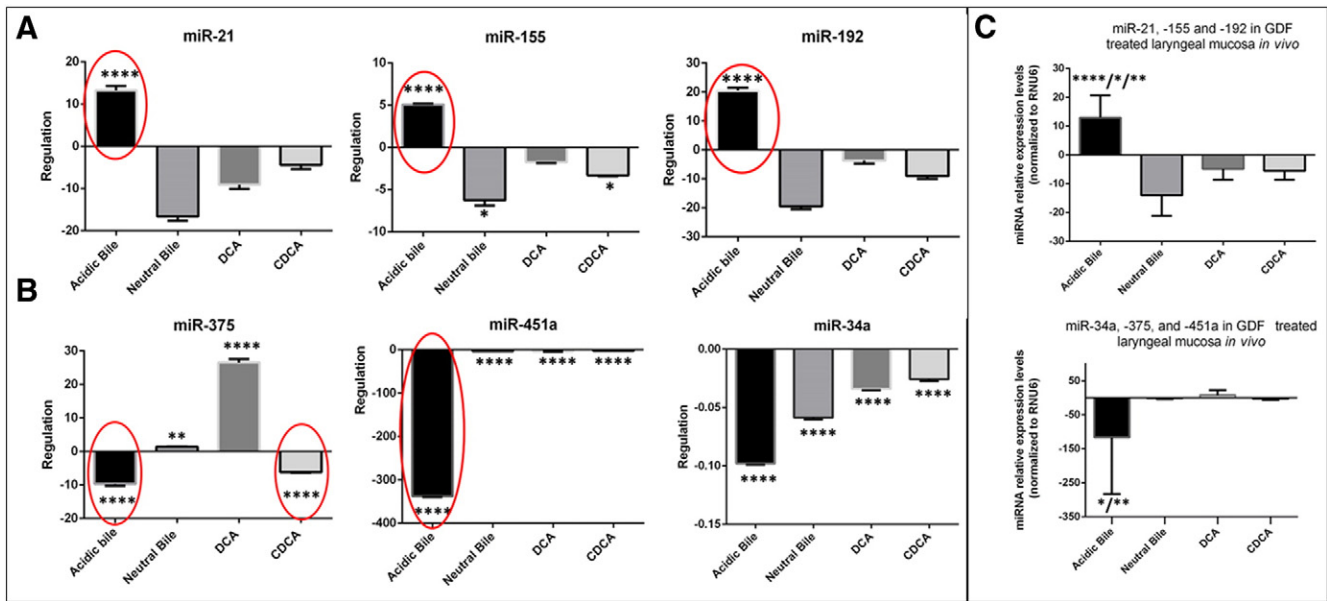 A
miR-21
Regulation
20
10
0
-10
-20
****
Acidic Bile
Neutral Bile
DCA
CDCA
miR-155
Regulation
10
5
0
-5
-10
****
*
*
Acidic bile
Neutral bile
DCA
CDCA
miR-192
Regulation
30
20
10
0
-10
-20
-30
****
Acidic bile
Neutral Bile
DCA
CDCA
B
miR-375
Regulation
30
20
10
0
-10
-20
****
**
****
****
Acidic Bile
Neutral Bile
DCA
CDCA
miR-451a
Regulation
0
-100
-200
-300
-400
****
****
****
****
Acidic Bile
Neutral Bile
DCA
CDCA
miR-34a
Regulation
0.00
-0.05
-0.10
-0.15
****
****
****
****
Acidic Bile
Neutral Bile
DCA
CDCA
C
miR-21, -155 and -192 in GDF
treated laryngeal mucosa in vivo
miRNA relative expression levels
(normalized to RNU6)
30
20
10
0
-10
-20
-30
****/*/**
Acidic Bile
Neutral Bile
DCA
CDCA
miR-34a, -375, and -451a in GDF treated
laryngeal mucosa in vivo
miRNA relative expression levels
(normalized to RNU6)
50
-50
-150
-250
-350
*/**
Acidic Bile
Neutral Bile
DCA
CDCA